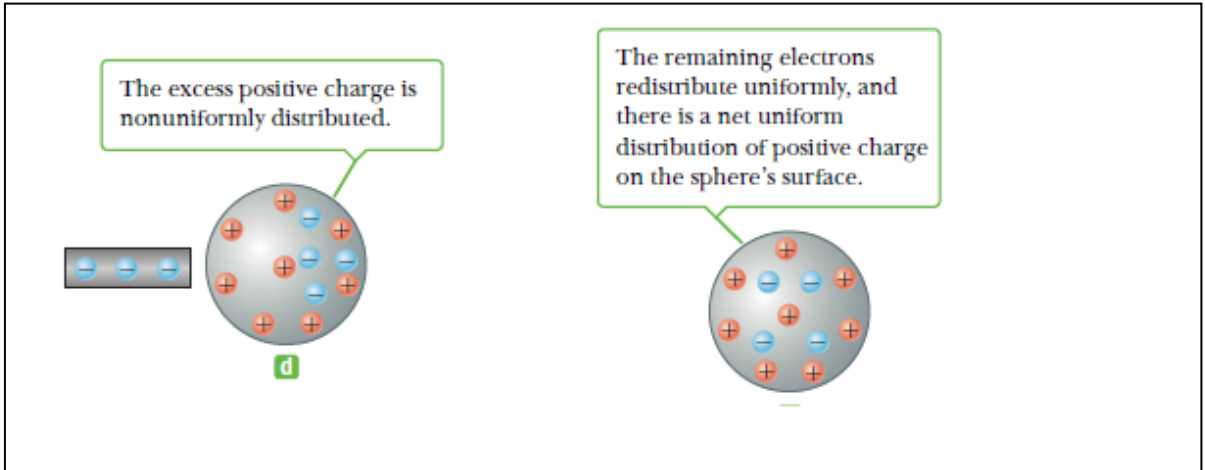 The excess positive charge is
nonuniformly distributed.
The remaining electrons
redistribute uniformly, and
there is a net uniform
distribution of positive charge
on the sphere's surface.
− − −
+ − + + − − + − + + + +
d
+ + − − + + + − − + + +